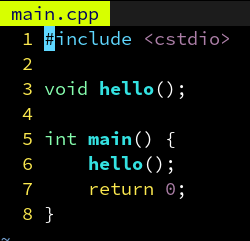 main.cpp
1 #include <cstdio>
2
3 void hello();
4
5 int main() {
6     hello();
7     return 0;
8 }
~